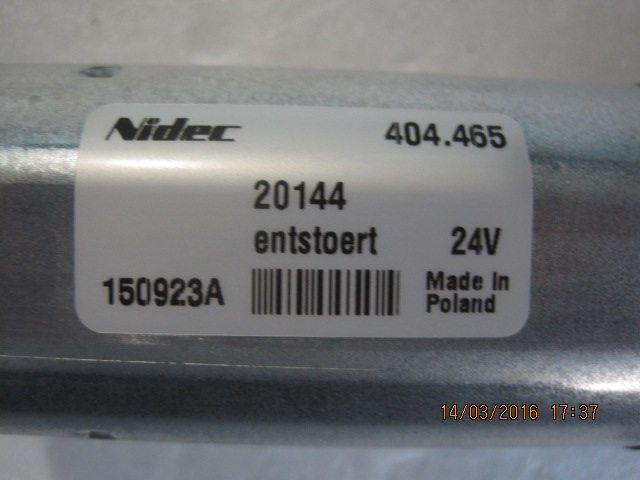 Nidec 404.465
20144
entstoert 24V
150923A Made In
Poland
14/03/2016 17:37